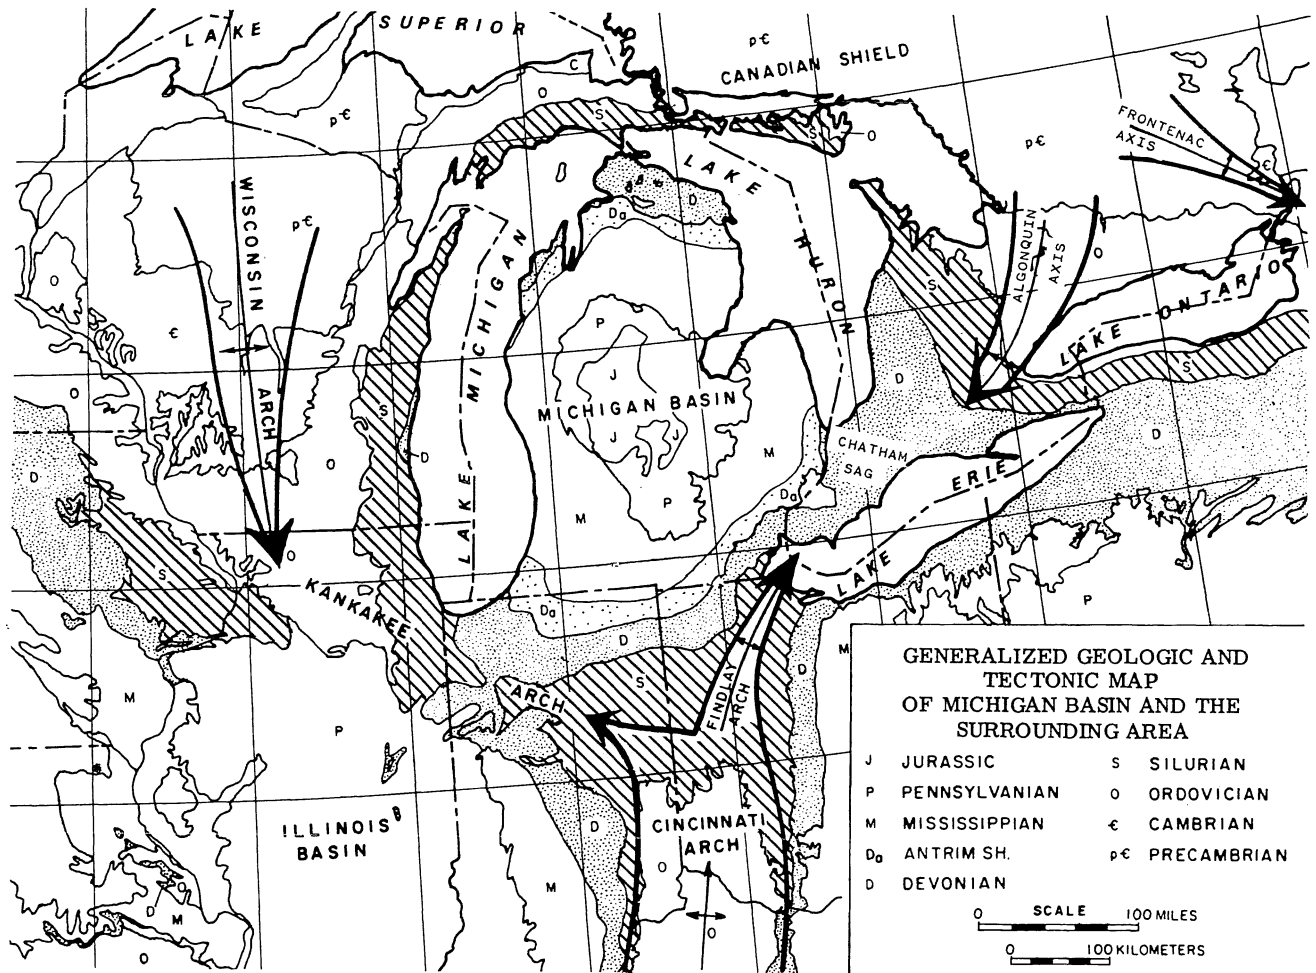 LAKE SUPERIOR
C
O
S
p€
CANADIAN SHIELD
p€
S
O
p€
FRONTENAC
AXIS
€
LAKE HURON
D
Da
WISCONSIN
ARCH
p€
O
€
O
O
D
S
S
D
LAKE MICHIGAN
P
J
MICHIGAN BASIN
J
J
M
P
M
Da
S
D
ALGONQUIN
AXIS
O
LAKE ONTARIO
S
D
CHATHAM
SAG
LAKE ERIE
O
KANKAKEE
ARCH
Da
D
S
FINDLAY
ARCH
D
M
P
M
P
ILLINOIS
BASIN
D
M
CINCINNATI
ARCH
O
O
D
O
M
O
GENERALIZED GEOLOGIC AND
TECTONIC MAP
OF MICHIGAN BASIN AND THE
SURROUNDING AREA
J JURASSIC
P PENNSYLVANIAN
M MISSISSIPPIAN
Da ANTRIM SH.
D DEVONIAN
S SILURIAN
O ORDOVICIAN
€ CAMBRIAN
p€ PRECAMBRIAN
0 SCALE 100 MILES
0 100 KILOMETERS